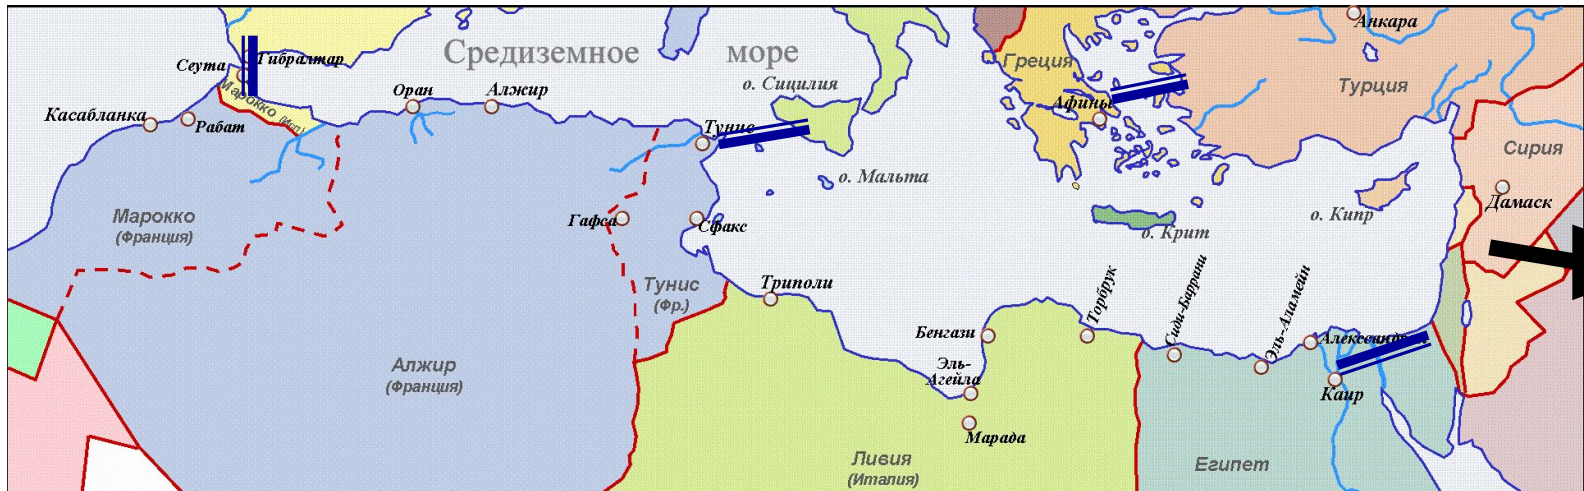 Анкара
Средиземное море
Гибралтар
Сеута
Греция
Турция
о. Сицилия
Марокко
(Исп)
Оран
Алжир
Афины
Касабланка
Рабат
Тунис
Сирия
о. Мальта
Дамаск
Марокко
(Франция)
Гафса
Сфакс
о. Крит
о. Кипр
Тунис
(Фр.)
Триполи
Торбрук
Сиди-Баррани
Эль-Аламейн
Бенгази
Алжир
(Франция)
Эль-
Агейла
Каир
Марада
Ливия
(Италия)
Египет